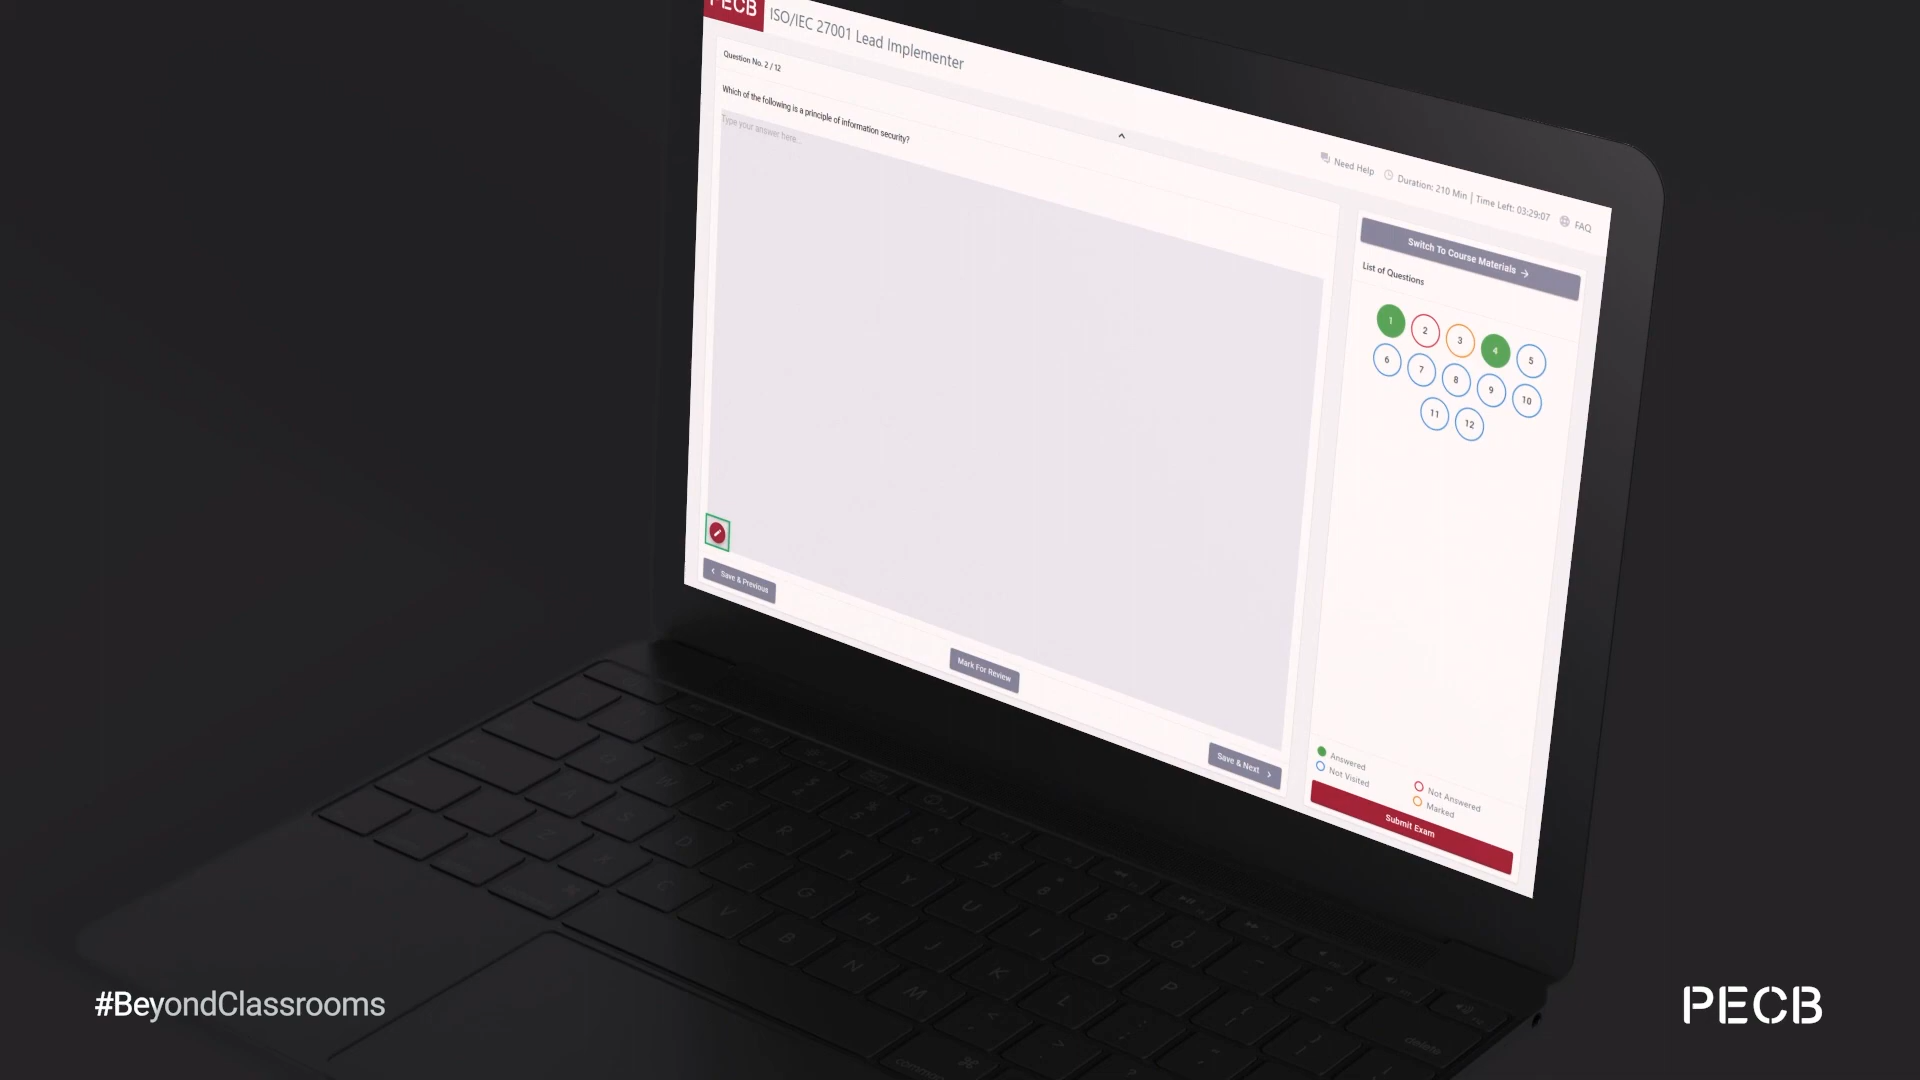 PECB
ISO/IEC 27001 Lead Implementer
Need Help
Duration: 210 Min | Time Left: 03:29:07
FAQ
Question No. 2 / 12
Which of the following is a principle of information security?
Type your answer here...
Switch To Course Materials
List of Questions
1 2 3 4 5
6 7 8 9 10
11 12
Save & Previous
Mark For Review
Save & Next
Answered
Not Answered
Not Visited
Marked
Submit Exam
R T Y U I O P
A S D F G H J K L
Z X C V B N M
delete
command
#BeyondClassrooms
PECB